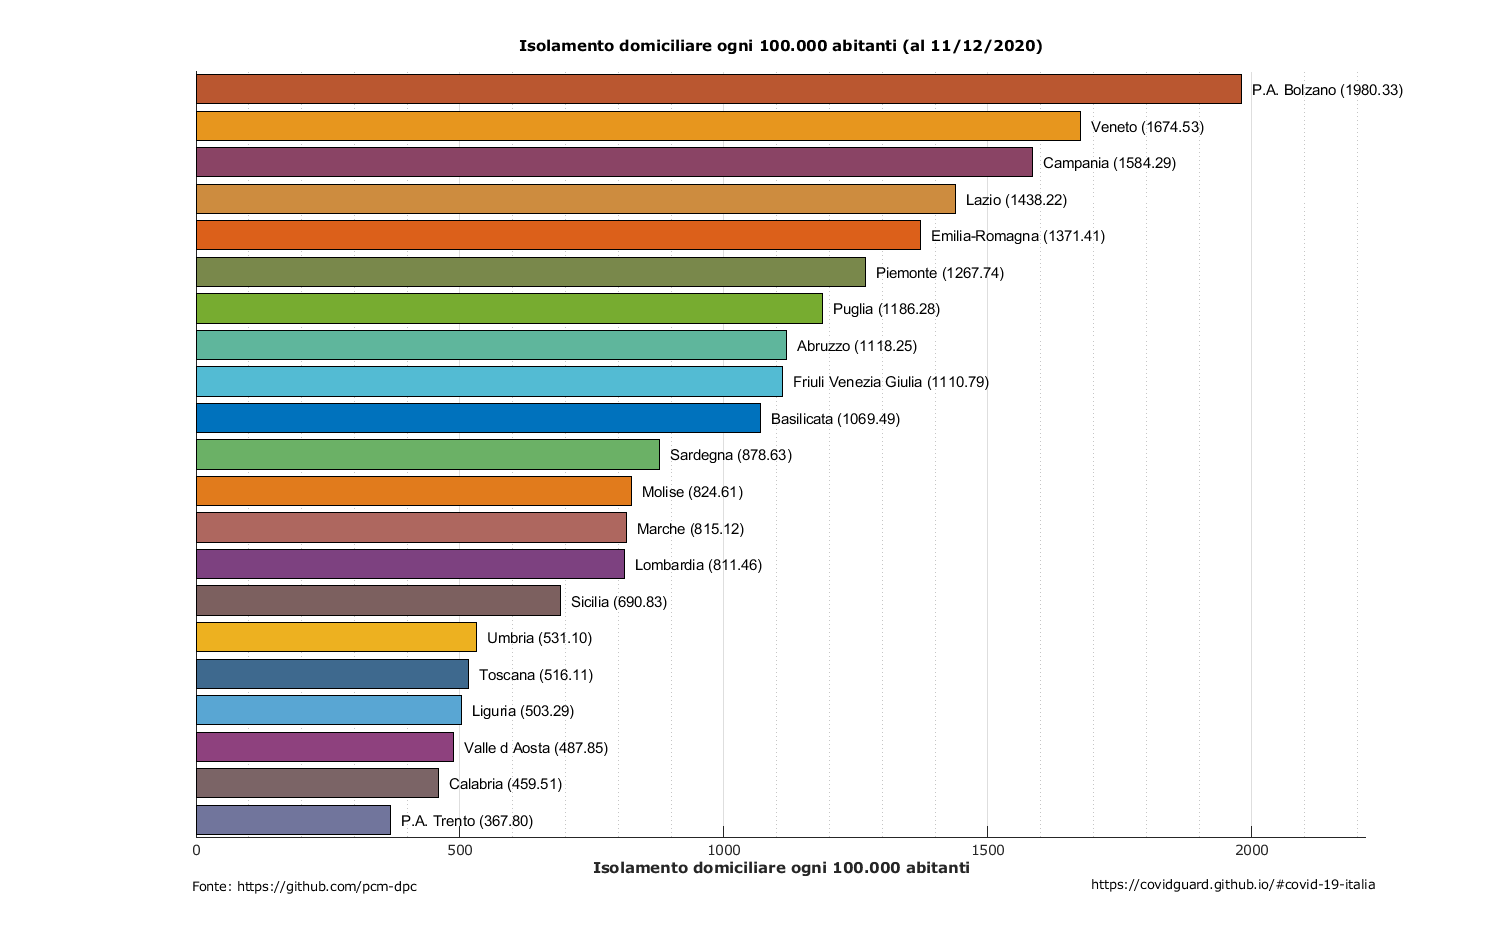 Isolamento domiciliare ogni 100.000 abitanti (al 11/12/2020)
P.A. Bolzano (1980.33)
Veneto (1674.53)
Campania (1584.29)
Lazio (1438.22)
Emilia-Romagna (1371.41)
Piemonte (1267.74)
Puglia (1186.28)
Abruzzo (1118.25)
Friuli Venezia Giulia (1110.79)
Basilicata (1069.49)
Sardegna (878.63)
Molise (824.61)
Marche (815.12)
Lombardia (811.46)
Sicilia (690.83)
Umbria (531.10)
Toscana (516.11)
Liguria (503.29)
Valle d Aosta (487.85)
Calabria (459.51)
P.A. Trento (367.80)
0 500 1000 1500 2000
Isolamento domiciliare ogni 100.000 abitanti
Fonte: https://github.com/pcm-dpc
https://covidguard.github.io/#covid-19-italia